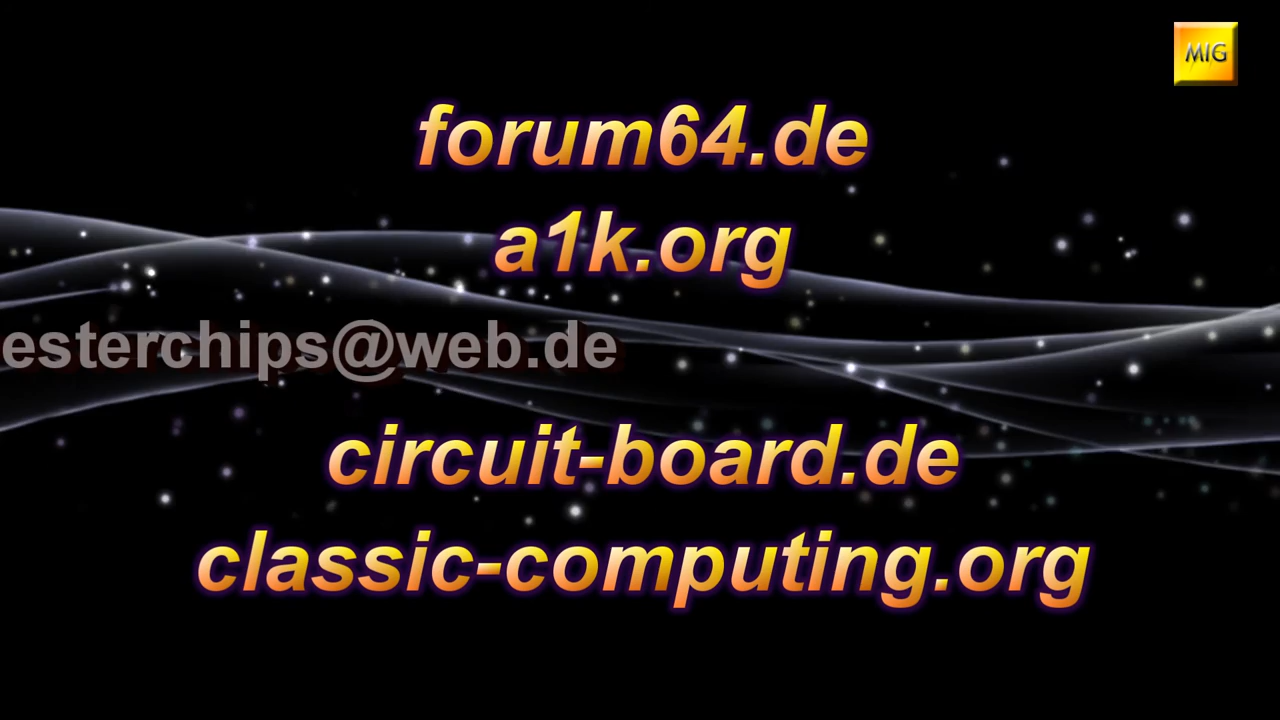 MIG
forum64.de
a1k.org
esterchips@web.de
circuit-board.de
classic-computing.org